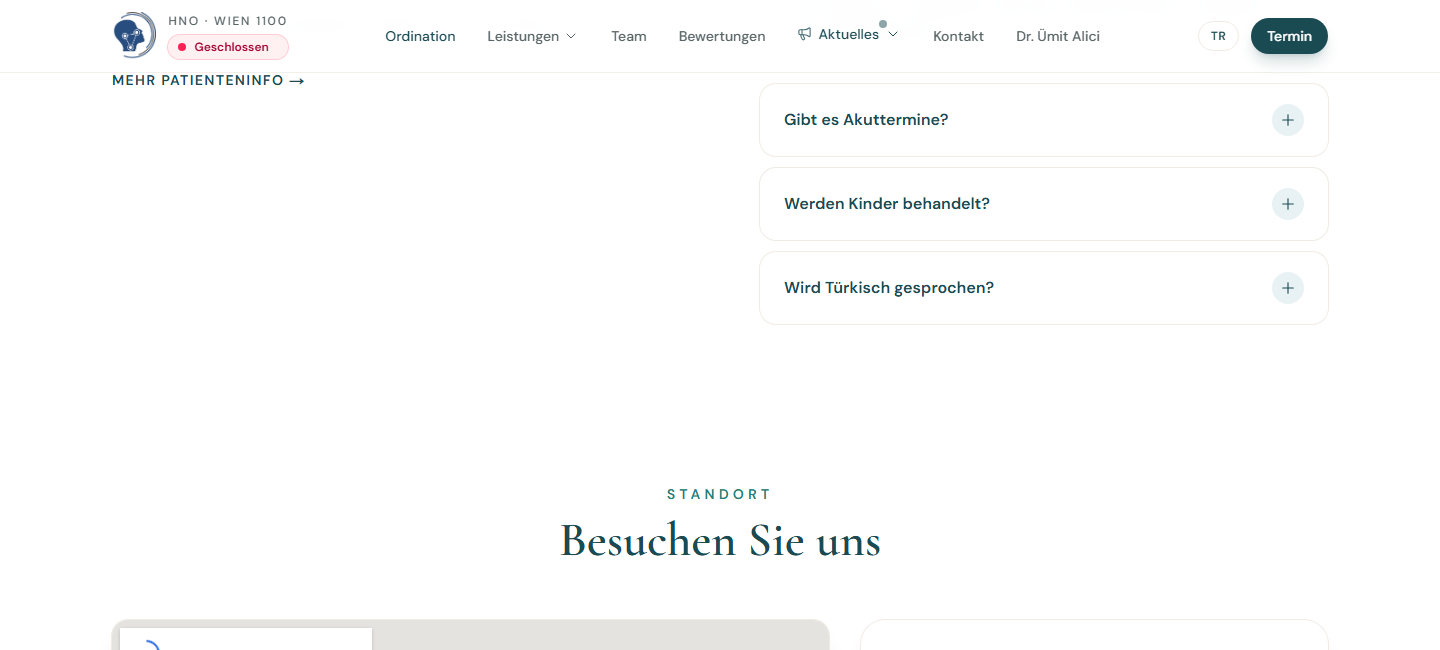 HNO · WIEN 1100
Geschlossen
Ordination
Leistungen
Team
Bewertungen
Aktuelles
Kontakt
Dr. Ümit Alici
TR
Termin
MEHR PATIENTENINFO →
Gibt es Akuttermine?
Werden Kinder behandelt?
Wird Türkisch gesprochen?
STANDORT
Besuchen Sie uns